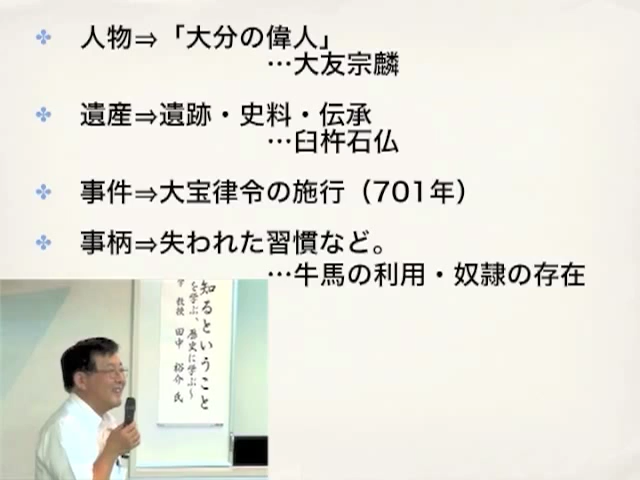 人物⇒「大分の偉人」
…大友宗麟
遺産⇒遺跡・史料・伝承
…臼杵石仏
事件⇒大宝律令の施行（701年）
事柄⇒失われた習慣など。
…牛馬の利用・奴隷の存在
知るということ
を学ぶ、歴史に学ぶ～
教授 田中 裕介 氏